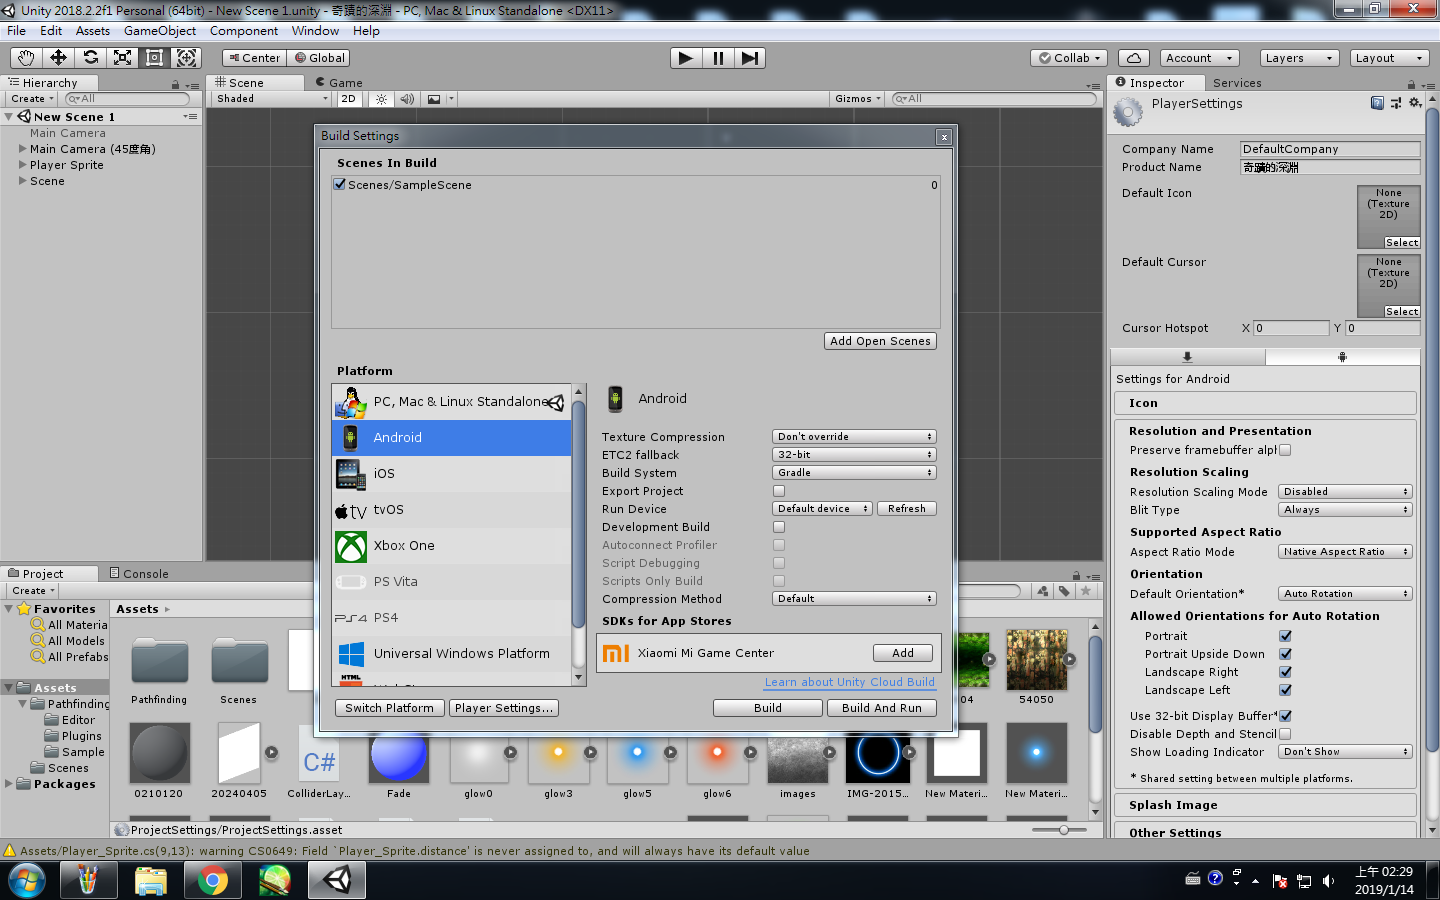 Unity 2018.2.2f1 Personal (64bit) - New Scene 1.unity - 奇蹟的深淵 - PC, Mac & Linux Standalone <DX11>
File Edit Assets GameObject Component Window Help
Center Global Collab Account Layers Layout
Hierarchy
Create All
New Scene 1
Main Camera
Main Camera (45度角)
Player Sprite
Scene
Scene Game
Shaded 2D Gizmos All
Build Settings
Scenes In Build
Scenes/SampleScene 0
Add Open Scenes
Platform
PC, Mac & Linux Standalone
Android
iOS
tv tvOS
Xbox One
PS Vita
PS4
Universal Windows Platform
HTML
Switch Platform Player Settings...
Android
Texture Compression Don't override
ETC2 fallback 32-bit
Build System Gradle
Export Project
Run Device Default device Refresh
Development Build
Autoconnect Profiler
Script Debugging
Scripts Only Build
Compression Method Default
SDKs for App Stores
Xiaomi Mi Game Center Add
Learn about Unity Cloud Build
Build Build And Run
Inspector Services
PlayerSettings
Company Name DefaultCompany
Product Name 奇蹟的深淵
Default Icon None (Texture 2D) Select
Default Cursor None (Texture 2D) Select
Cursor Hotspot X 0 Y 0
Settings for Android
Icon
Resolution and Presentation
Preserve framebuffer alph
Resolution Scaling
Resolution Scaling Mode Disabled
Blit Type Always
Supported Aspect Ratio
Aspect Ratio Mode Native Aspect Ratio
Orientation
Default Orientation* Auto Rotation
Allowed Orientations for Auto Rotation
Portrait
Portrait Upside Down
Landscape Right
Landscape Left
Use 32-bit Display Buffer*
Disable Depth and Stencil
Show Loading Indicator Don't Show
* Shared setting between multiple platforms.
Splash Image
Other Settings
Project Console
Create
Favorites
All Materia
All Models
All Prefabs
Assets
Pathfinding
Editor
Plugins
Sample
Scenes
Packages
Assets
Pathfinding Scenes 04 54050
C#
0210120 20240405 ColliderLay... Fade glow0 glow3 glow5 glow6 images IMG-2015... New Materi... New Materi...
ProjectSettings/ProjectSettings.asset
Assets/Player_Sprite.cs(9,13): warning CS0649: Field `Player_Sprite.distance' is never assigned to, and will always have its default value
上午 02:29
2019/1/14